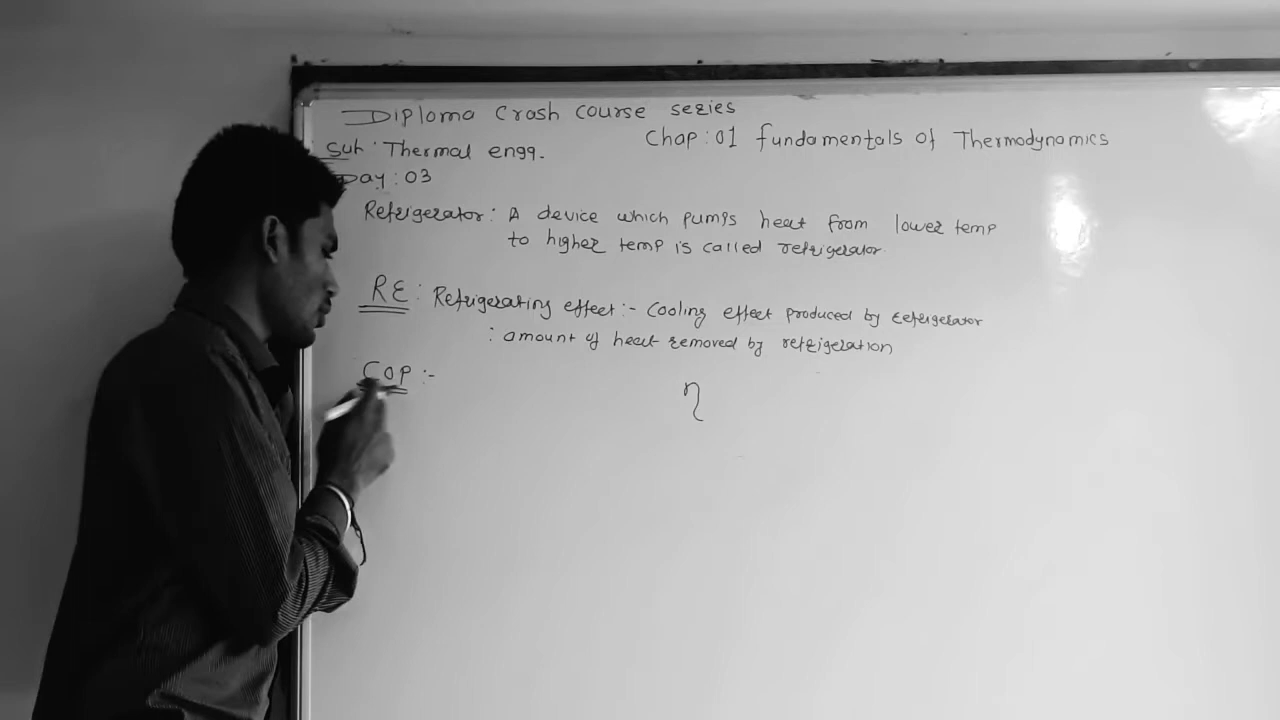 Diploma Crash course series
Sub: Thermal engg.
Chap:01 fundamentals of Thermodynamics
Day:03
Refrigerator: A device which pumps heat from lower temp
to higher temp is called refrigerator.
RE: Refrigerating effect:- Cooling effect produced by refrigerator
: amount of heat removed by refrigeration
COP :-
η